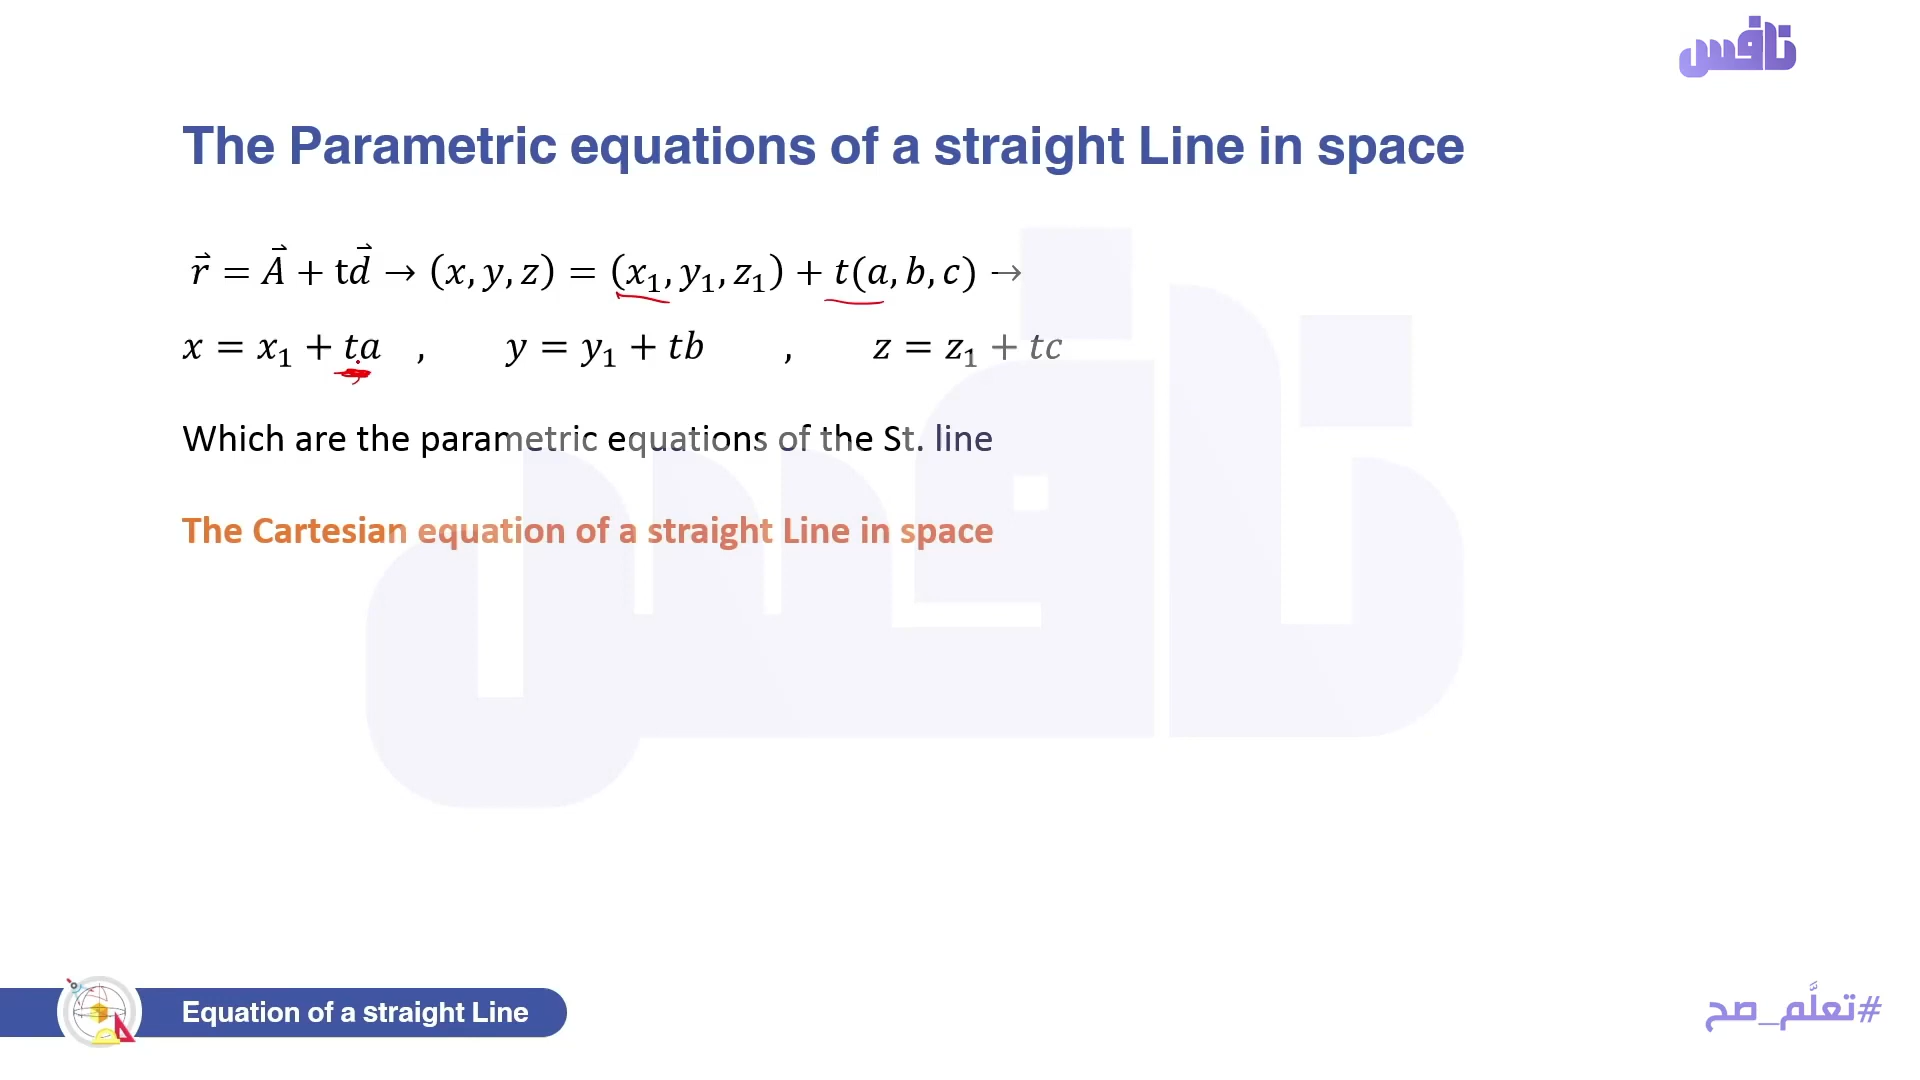 نافس
The Parametric equations of a straight Line in space
r⃗ = A⃗ + td⃗ → (x, y, z) = (x₁, y₁, z₁) + t(a, b, c) →
x = x₁ + ta , y = y₁ + tb , z = z₁ + tc
Which are the parametric equations of the St. line
The Cartesian equation of a straight Line in space
Equation of a straight Line
#تعلَّم_صح